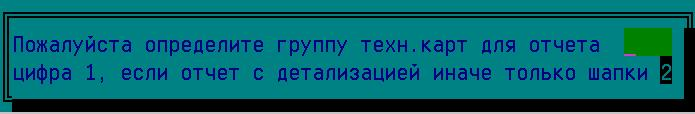 Пожалуйста определите группу техн.карт для отчета
цифра 1, если отчет с детализацией иначе только шапки 2